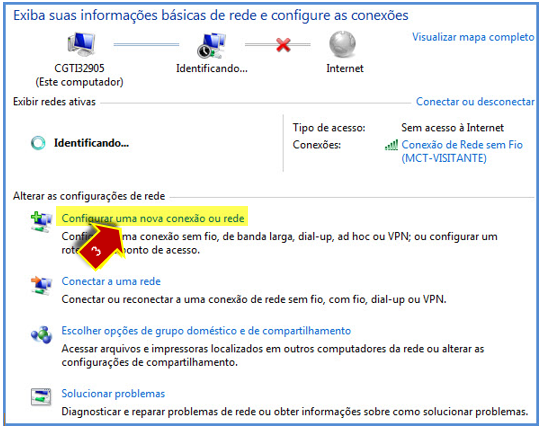 Exiba suas informações básicas de rede e configure as conexões
Visualizar mapa completo
CGTI32905
(Este computador)
Identificando...
Internet
Exibir redes ativas
Conectar ou desconectar
Identificando...
Tipo de acesso: Sem acesso à Internet
Conexões: Conexão de Rede sem Fio
(MCT-VISITANTE)
Alterar as configurações de rede
Configurar uma nova conexão ou rede
3
conexão sem fio, de banda larga, dial-up, ad hoc ou VPN; ou configurar um
de acesso.
Conectar a uma rede
Conectar ou reconectar a uma conexão de rede sem fio, com fio, dial-up ou VPN.
Escolher opções de grupo doméstico e de compartilhamento
Acessar arquivos e impressoras localizados em outros computadores da rede ou alterar as
configurações de compartilhamento.
Solucionar problemas
Diagnosticar e reparar problemas de rede ou obter informações sobre como solucionar problemas.